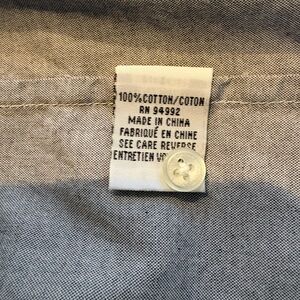 100% COTTON/COTON
RN 94992
MADE IN CHINA
FABRIQUÉ EN CHINE
SEE CARE REVERSE
ENTRETIEN